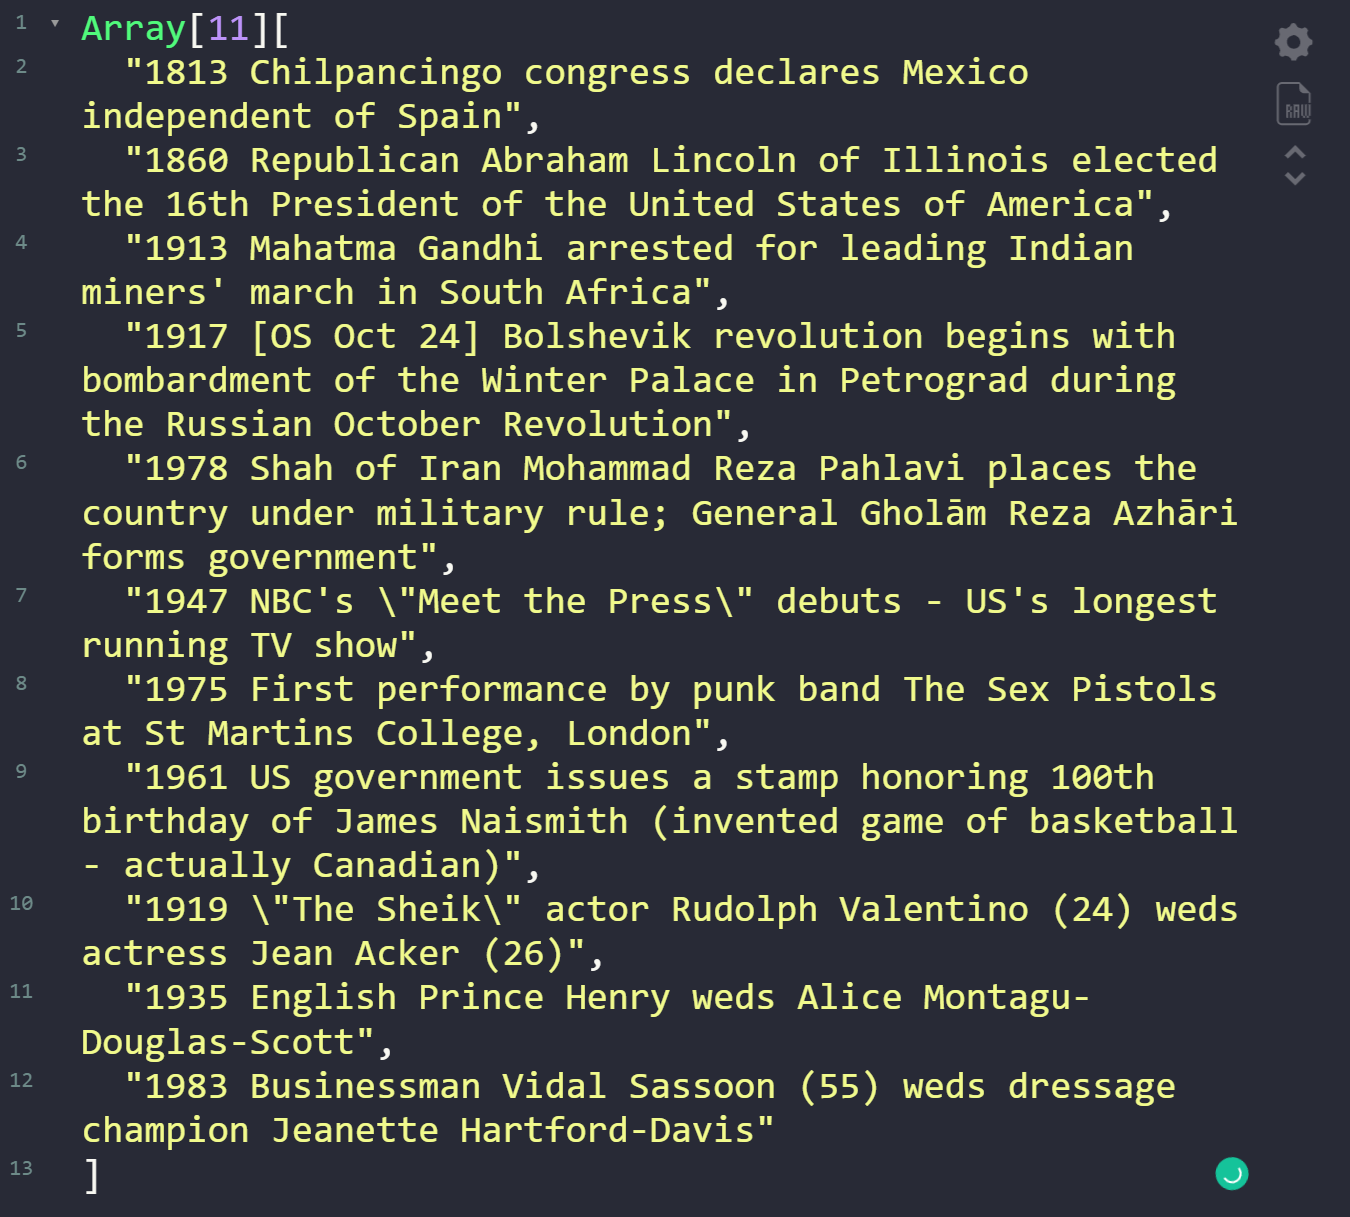 1 ▾ Array[11][
2 "1813 Chilpancingo congress declares Mexico
independent of Spain",
3 "1860 Republican Abraham Lincoln of Illinois elected
the 16th President of the United States of America",
4 "1913 Mahatma Gandhi arrested for leading Indian
miners' march in South Africa",
5 "1917 [OS Oct 24] Bolshevik revolution begins with
bombardment of the Winter Palace in Petrograd during
the Russian October Revolution",
6 "1978 Shah of Iran Mohammad Reza Pahlavi places the
country under military rule; General Gholām Reza Azhāri
forms government",
7 "1947 NBC's \"Meet the Press\" debuts - US's longest
running TV show",
8 "1975 First performance by punk band The Sex Pistols
at St Martins College, London",
9 "1961 US government issues a stamp honoring 100th
birthday of James Naismith (invented game of basketball
- actually Canadian)",
10 "1919 \"The Sheik\" actor Rudolph Valentino (24) weds
actress Jean Acker (26)",
11 "1935 English Prince Henry weds Alice Montagu-
Douglas-Scott",
12 "1983 Businessman Vidal Sassoon (55) weds dressage
champion Jeanette Hartford-Davis"
13 ]
RAW